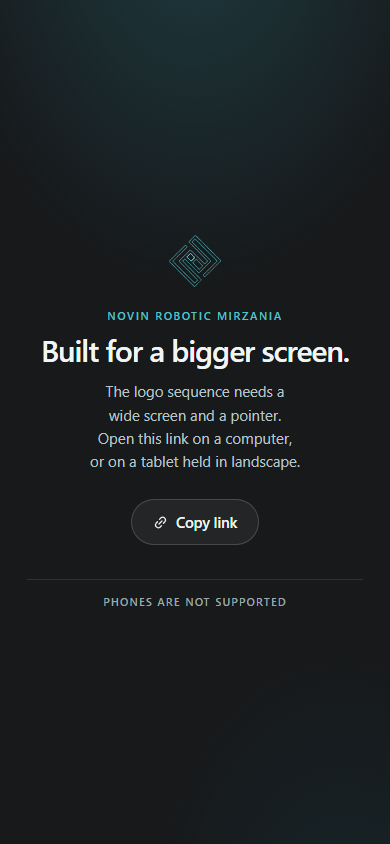 NOVIN ROBOTIC MIRZANIA
Built for a bigger screen.
The logo sequence needs a
wide screen and a pointer.
Open this link on a computer,
or on a tablet held in landscape.
Copy link
PHONES ARE NOT SUPPORTED